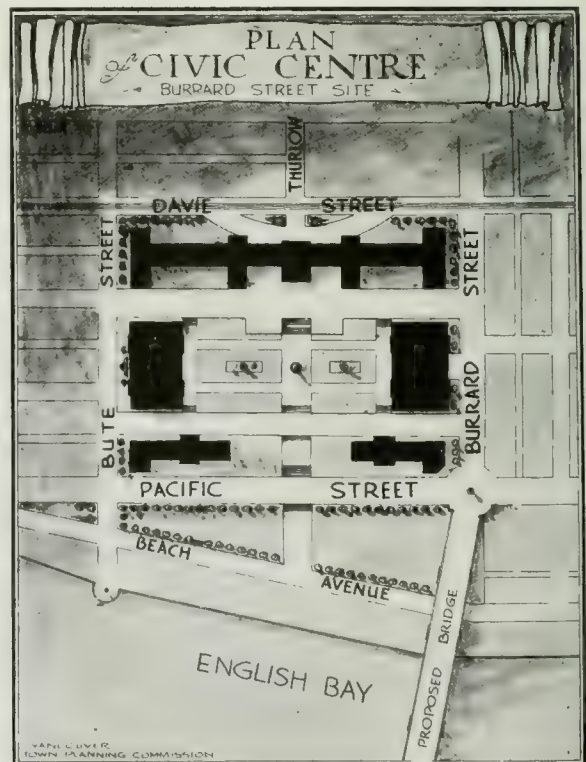 PLAN
of CIVIC CENTRE
BURRARD STREET SITE
THURLOW
DAVIE STREET
STREET
STREET
BUTE
BURRARD
PACIFIC STREET
BEACH
AVENUE
ENGLISH BAY
PROPOSED BRIDGE
VANCOUVER
TOWN PLANNING COMMISSION